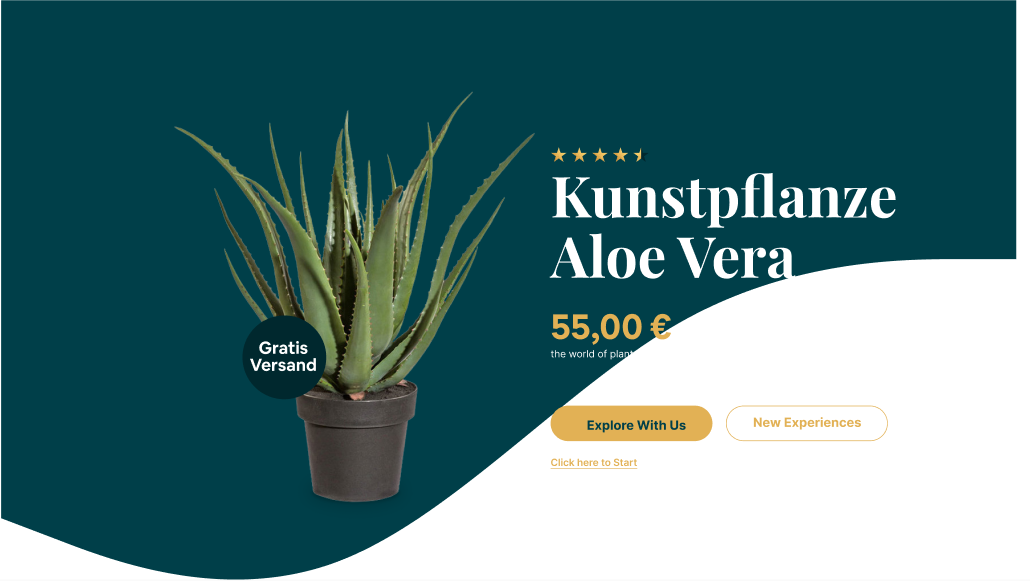 Kunstpflanze
Aloe Vera
55,00 €
the world of plant
Gratis
Versand
Explore With Us
New Experiences
Click here to Start